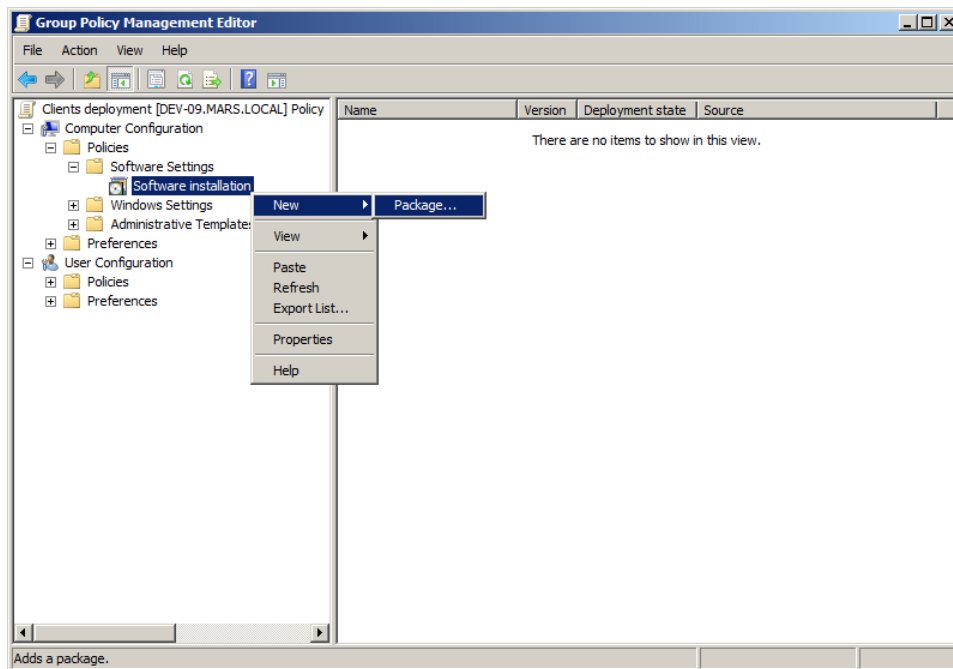 Group Policy Management Editor
File Action View Help
Clients deployment [DEV-09.MARS.LOCAL] Policy
Computer Configuration
Policies
Software Settings
Software installation
Windows Settings
Administrative Templates
Preferences
User Configuration
Policies
Preferences
Name Version Deployment state Source
There are no items to show in this view.
New
Package...
View
Paste
Refresh
Export List...
Properties
Help
Adds a package.